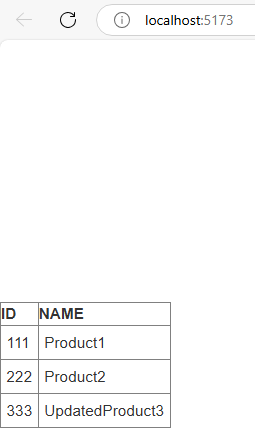 localhost:5173
ID NAME
111 Product1
222 Product2
333 UpdatedProduct3